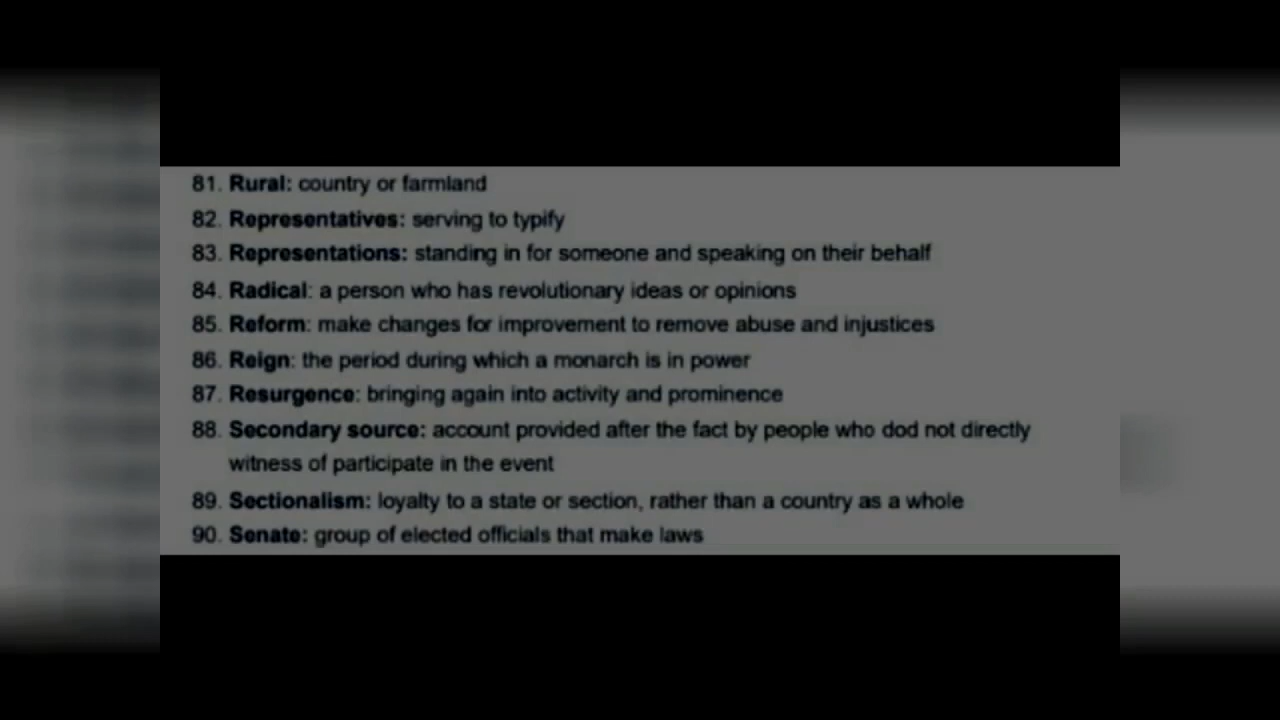 81. Rural: country or farmland
82. Representatives: serving to typify
83. Representations: standing in for someone and speaking on their behalf
84. Radical: a person who has revolutionary ideas or opinions
85. Reform: make changes for improvement to remove abuse and injustices
86. Reign: the period during which a monarch is in power
87. Resurgence: bringing again into activity and prominence
88. Secondary source: account provided after the fact by people who dod not directly
witness of participate in the event
89. Sectionalism: loyalty to a state or section, rather than a country as a whole
90. Senate: group of elected officials that make laws